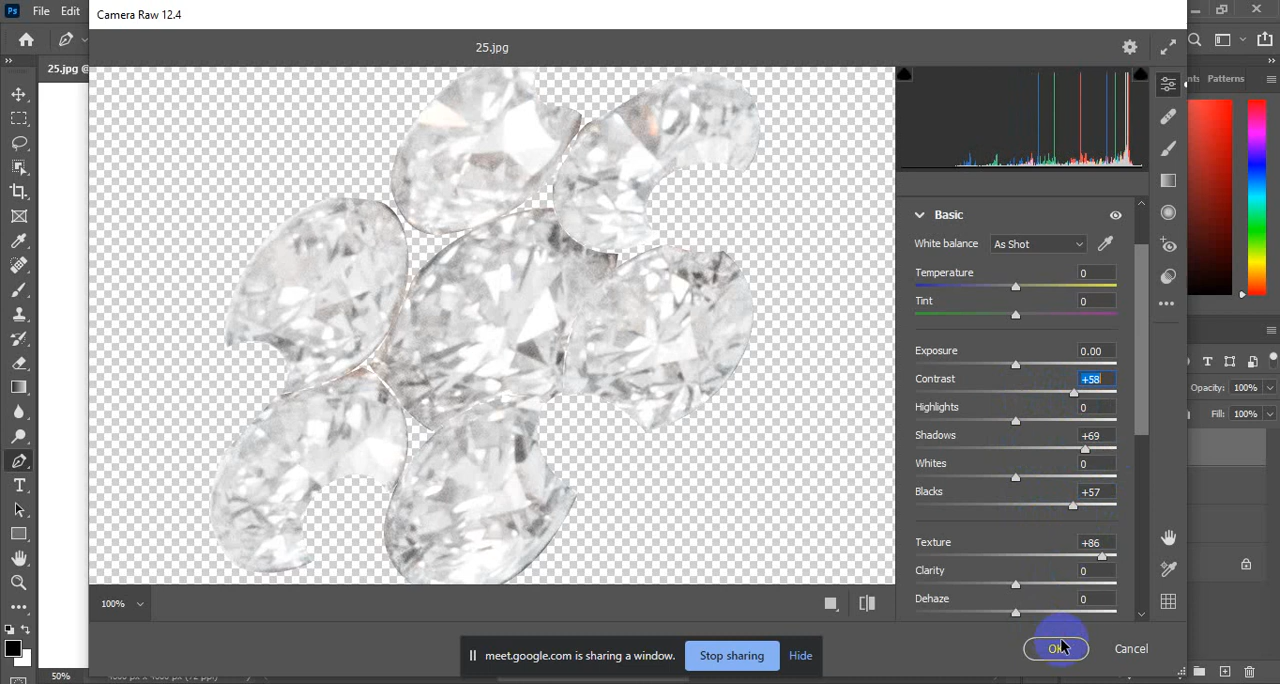 Ps File Edit
Camera Raw 12.4
25.jpg
25.jpg @
Patterns
Basic
White balance As Shot
Temperature 0
Tint 0
Exposure 0.00
Contrast +58
Highlights 0
Shadows +69
Whites 0
Blacks +57
Texture +86
Clarity 0
Dehaze 0
Opacity: 100%
Fill: 100%
100%
meet.google.com is sharing a window. Stop sharing Hide
OK Cancel
50%